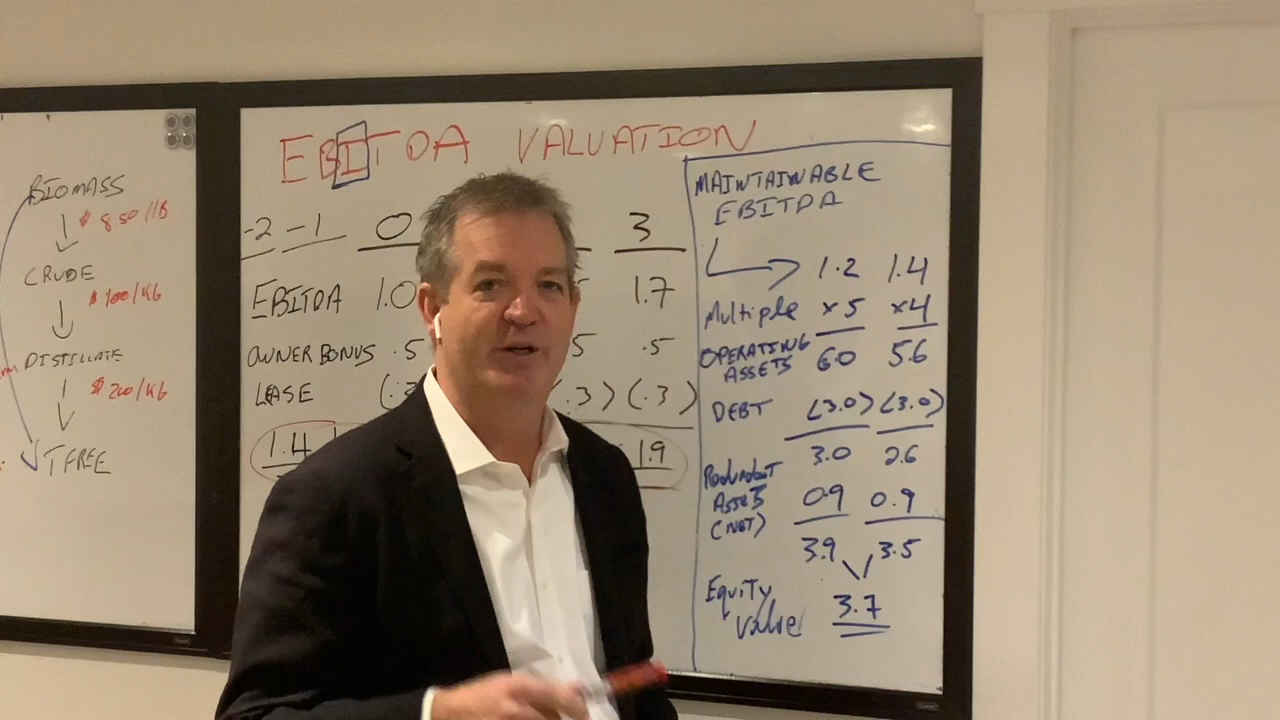 BIOMASS
$ 8.50/lB
CRUDE
$ 100/KG
DISTILLATE
$ 200/KG
TFREE
EBITDA VALUATION
-2 -1 0 3
EBITDA 1.0 1.7
OWNER BONUS .5 5 .5
LEASE (.3 .3) (.3)
1.4 1.9
MAINTAINABLE
EBITDA
1.2 1.4
Multiple x5 x4
OPERATING
ASSETS 6.0 5.6
DEBT (3.0) (3.0)
3.0 2.6
Redundant
Assets 0.9 0.9
(NET)
3.9 3.5
Equity
Value 3.7